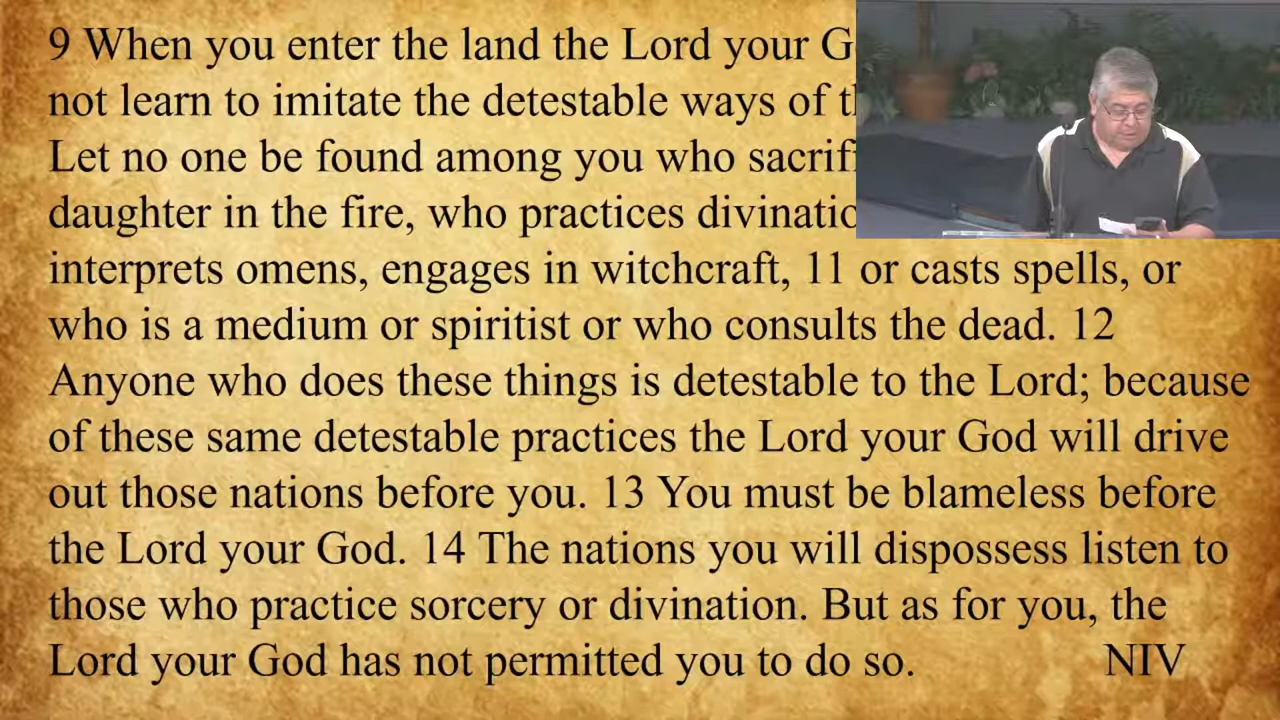 9 When you enter the land the Lord your
not learn to imitate the detestable ways of
Let no one be found among you who
daughter in the fire, who practices
interprets omens, engages in witchcraft, 11 or casts spells, or
who is a medium or spiritist or who consults the dead. 12
Anyone who does these things is detestable to the Lord; because
of these same detestable practices the Lord your God will drive
out those nations before you. 13 You must be blameless before
the Lord your God. 14 The nations you will dispossess listen to
those who practice sorcery or divination. But as for you, the
Lord your God has not permitted you to do so. NIV